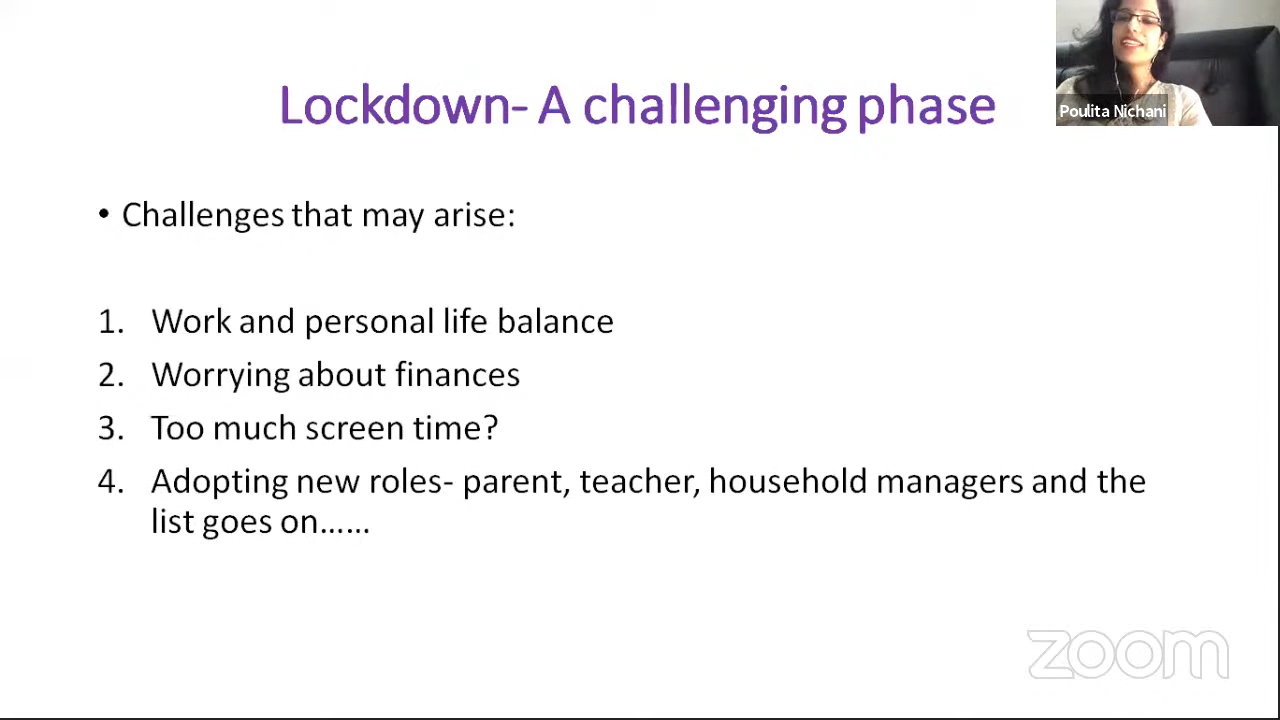 Lockdown- A challenging phase
Poulita Nichani
• Challenges that may arise:
1. Work and personal life balance
2. Worrying about finances
3. Too much screen time?
4. Adopting new roles- parent, teacher, household managers and the
list goes on......
zoom